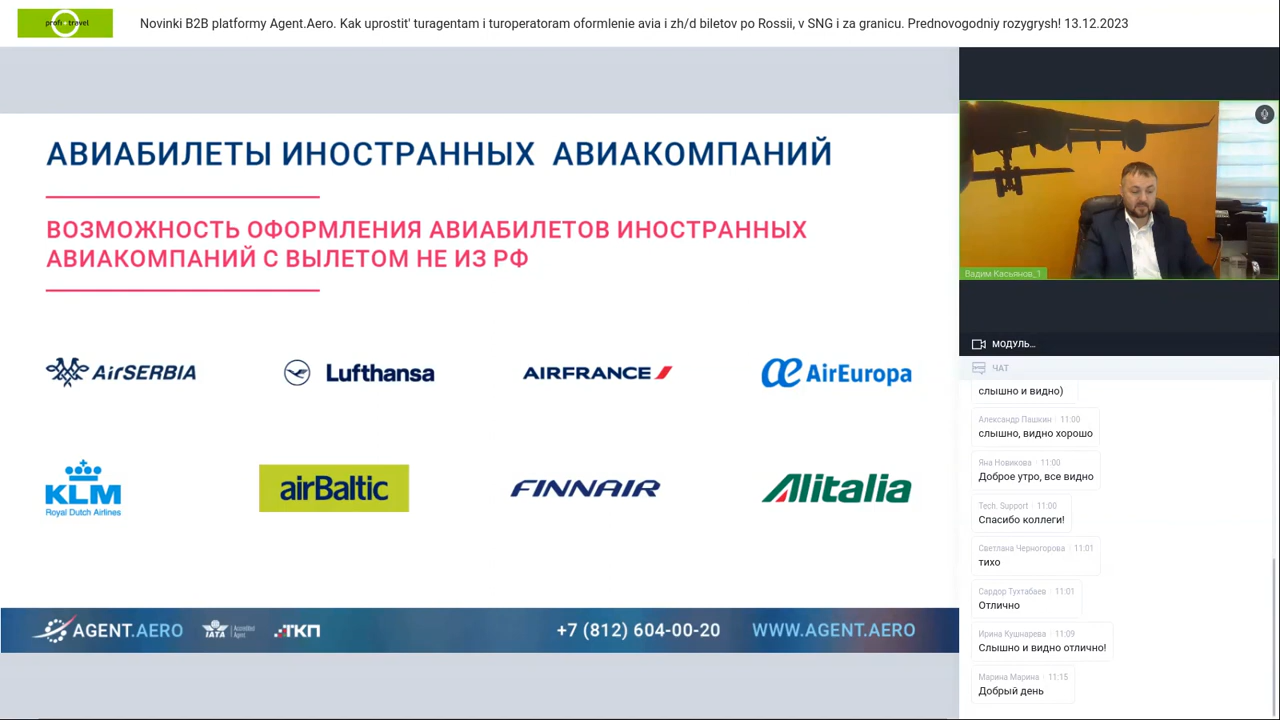 profi travel
Novinki B2B platformy Agent.Aero. Kak uprostit' turagentam i turoperatoram oformlenie avia i zh/d biletov po Rossii, v SNG i za granicu. Prednovogodniy rozygrysh! 13.12.2023
АВИАБИЛЕТЫ ИНОСТРАННЫХ АВИАКОМПАНИЙ
ВОЗМОЖНОСТЬ ОФОРМЛЕНИЯ АВИАБИЛЕТОВ ИНОСТРАННЫХ
АВИАКОМПАНИЙ С ВЫЛЕТОМ НЕ ИЗ РФ
AirSERBIA
Lufthansa
AIRFRANCE
AirEuropa
KLM
Royal Dutch Airlines
airBaltic
FINNAIR
Alitalia
AGENT.AERO
IATA
Accredited
Agent
ТКП
+7 (812) 604-00-20
WWW.AGENT.AERO
Вадим Касьянов_1
МОДУЛЬ...
ЧАТ
слышно и видно)
Александр Пашкин 11:00
слышно, видно хорошо
Яна Новикова 11:00
Доброе утро, все видно
Tech. Support 11:00
Спасибо коллеги!
Светлана Черногорова 11:01
тихо
Сардор Тухтабаев 11:01
Отлично
Ирина Кушнарева 11:09
Слышно и видно отлично!
Марина Марина 11:15
Добрый день